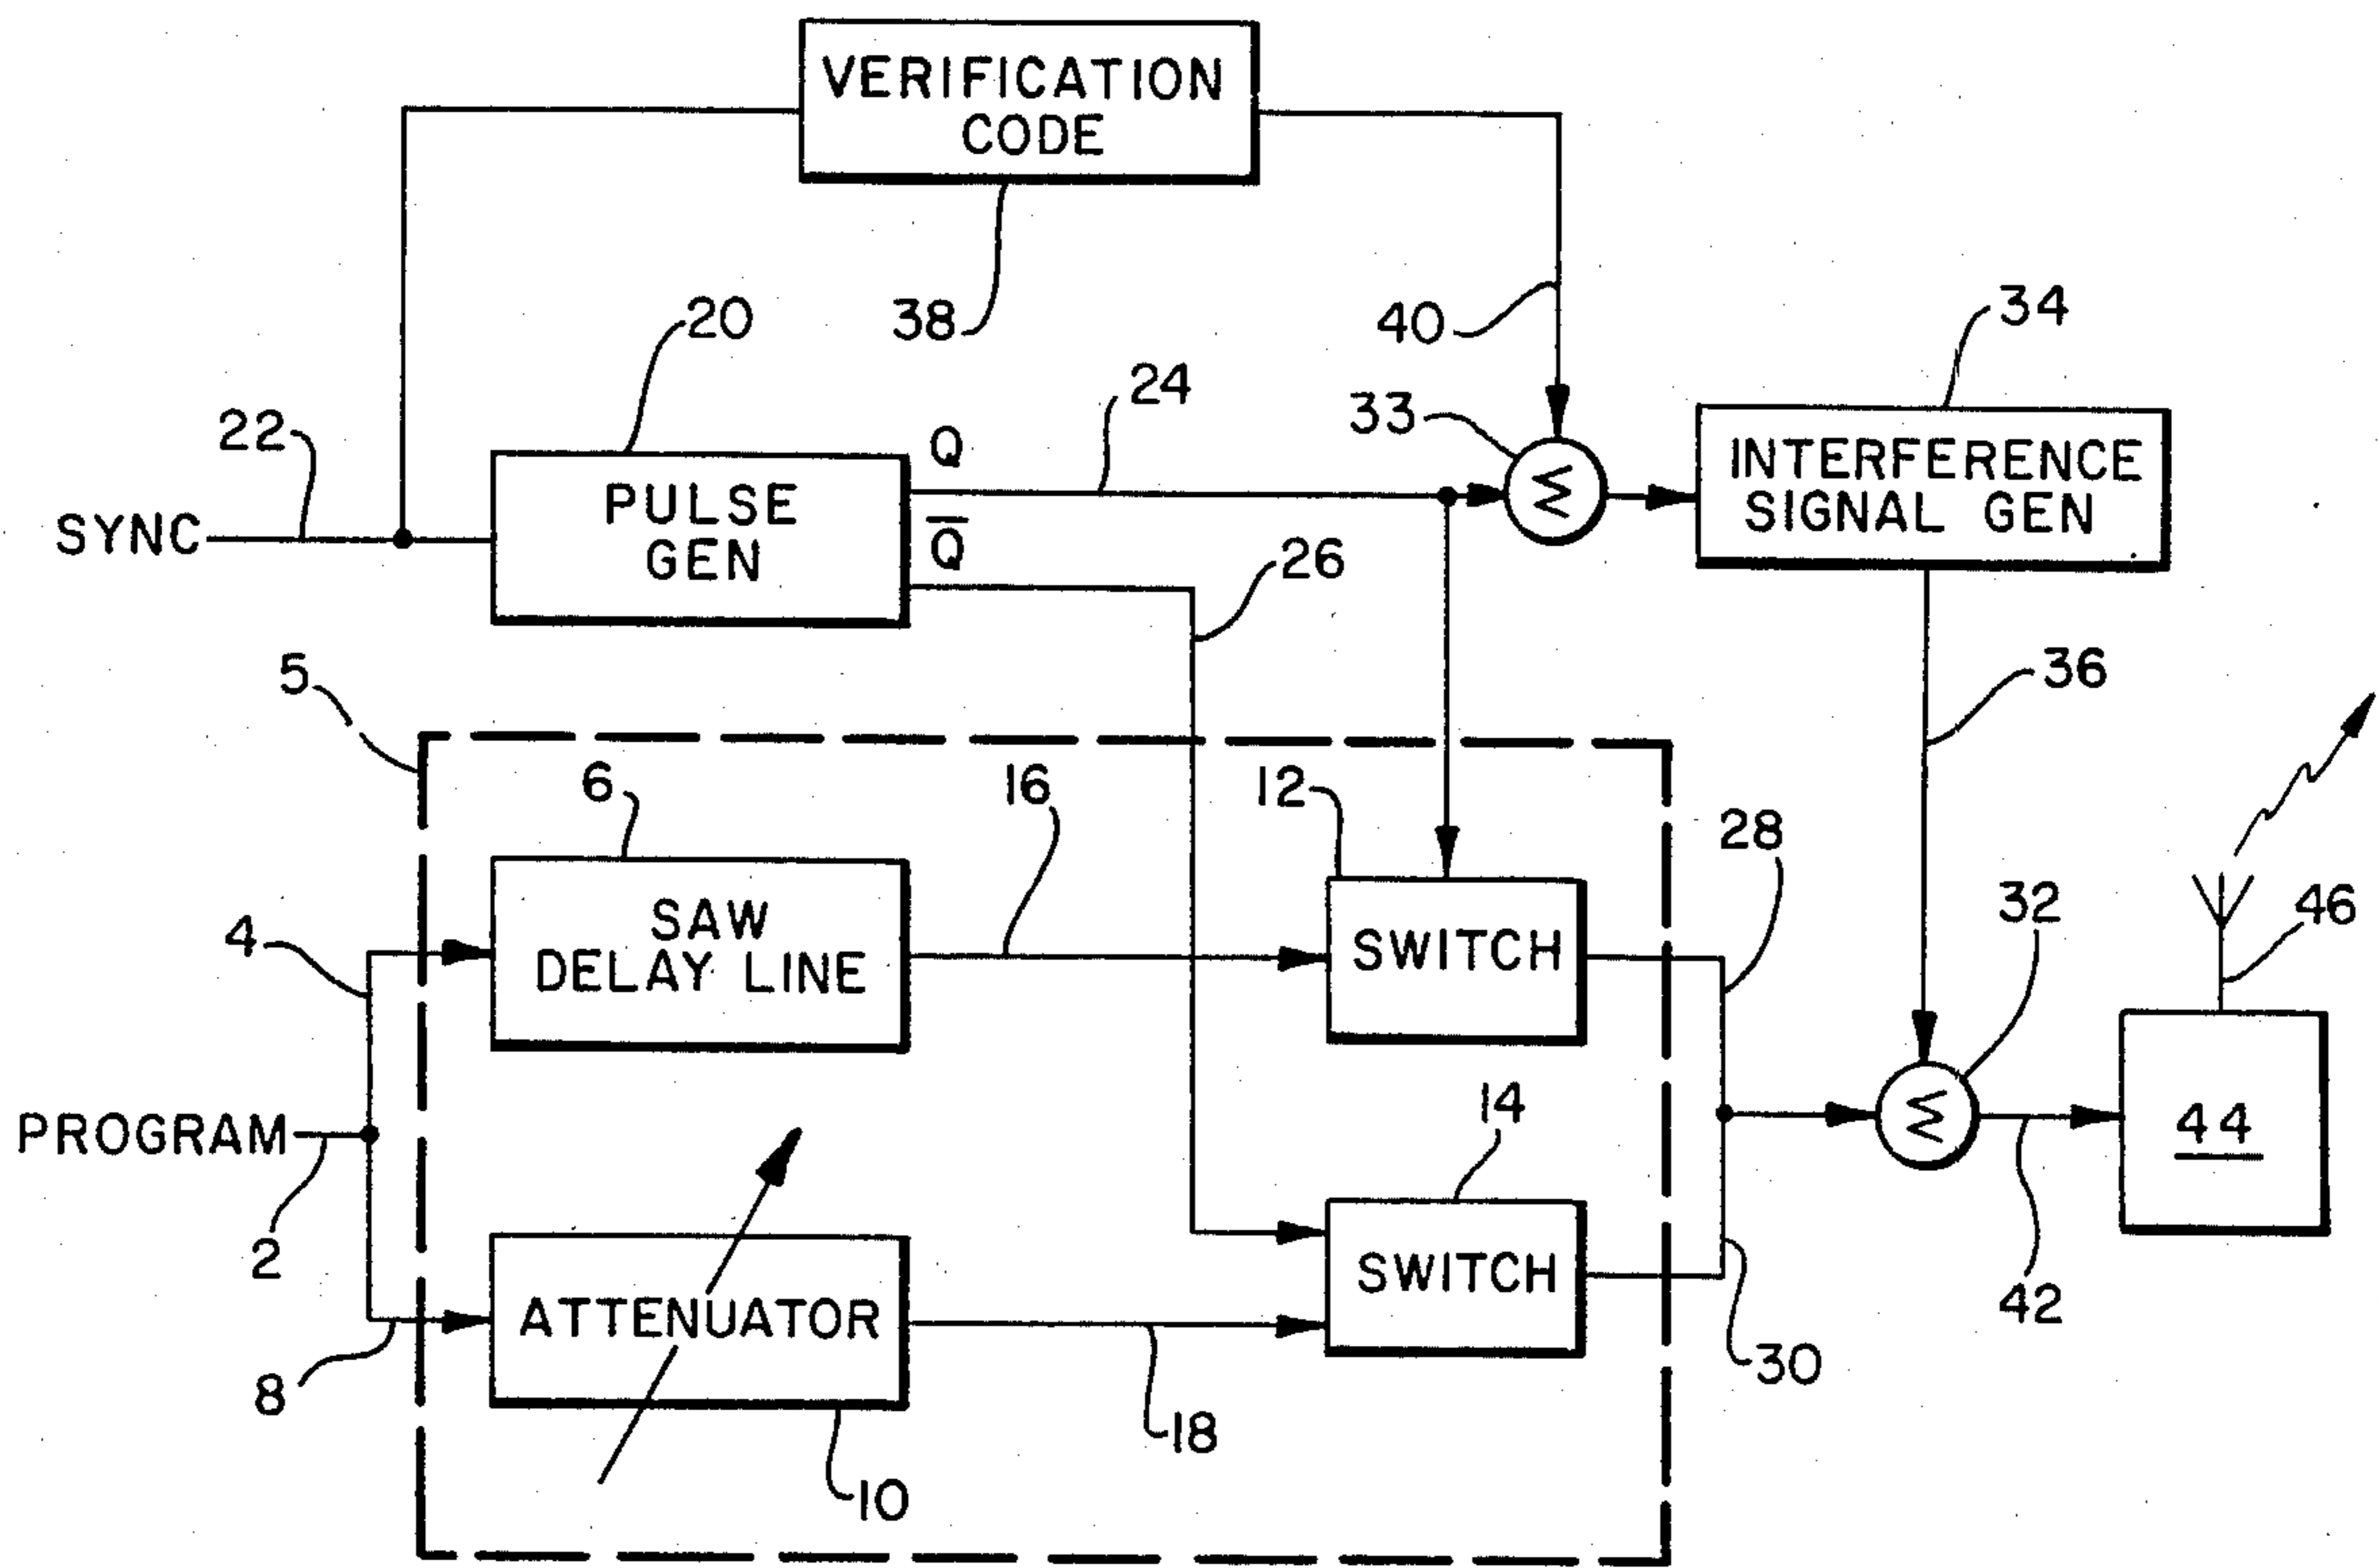 VERIFICATION
CODE
38
40
20
24
33
34
22
Q
INTERFERENCE
SIGNAL GEN
PULSE
GEN
SYNC
Q̅
Σ
26
5
36
6
16
12
28
4
SAW
DELAY LINE
SWITCH
32
46
PROGRAM
2
14
Σ
44
ATTENUATOR
SWITCH
42
8
18
30
10